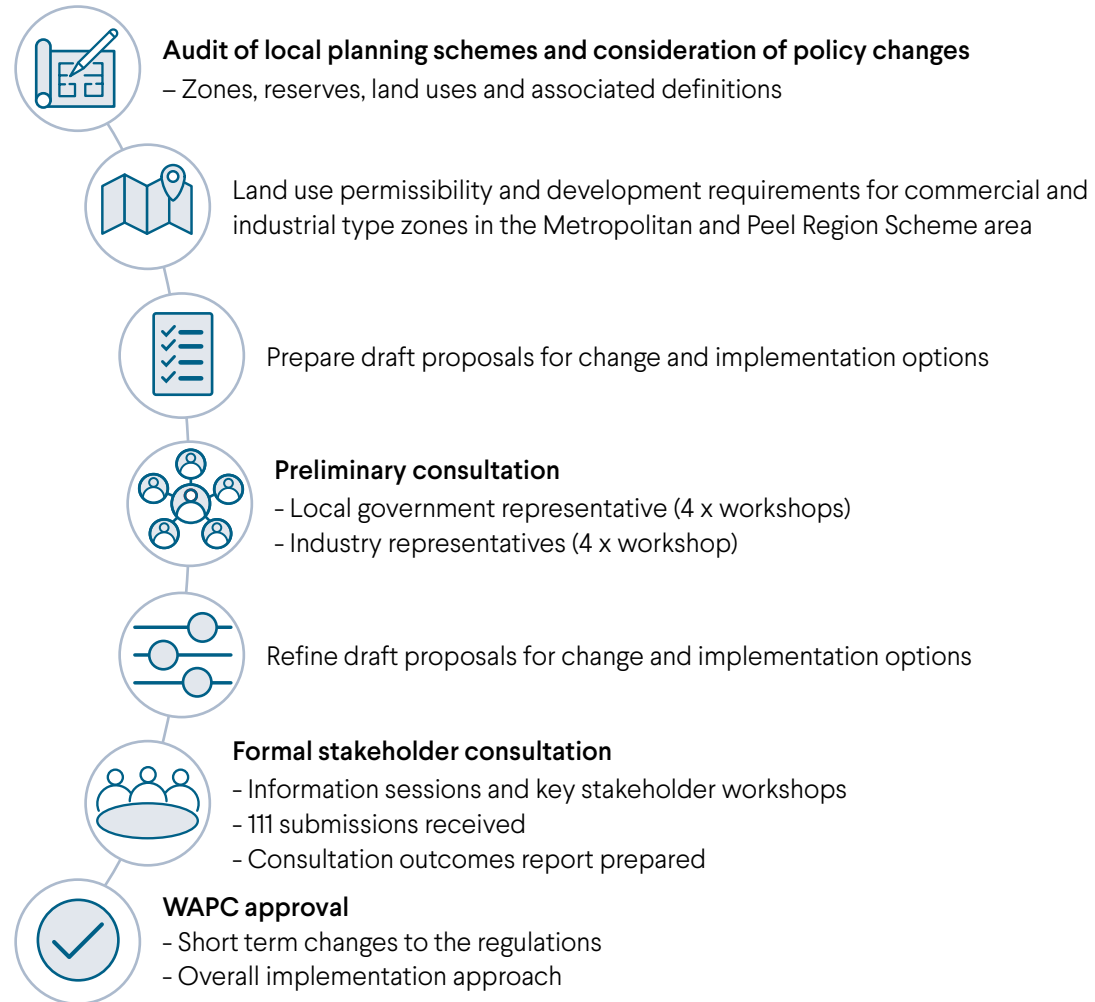 Audit of local planning schemes and consideration of policy changes
– Zones, reserves, land uses and associated definitions
Land use permissibility and development requirements for commercial and
industrial type zones in the Metropolitan and Peel Region Scheme area
Prepare draft proposals for change and implementation options
Preliminary consultation
- Local government representative (4 x workshops)
- Industry representatives (4 x workshop)
Refine draft proposals for change and implementation options
Formal stakeholder consultation
- Information sessions and key stakeholder workshops
- 111 submissions received
- Consultation outcomes report prepared
WAPC approval
- Short term changes to the regulations
- Overall implementation approach